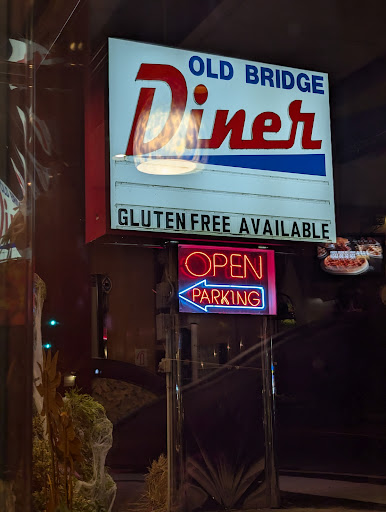 OLD BRIDGE
Diner
GLUTEN FREE AVAILABLE
OPEN
PARKING